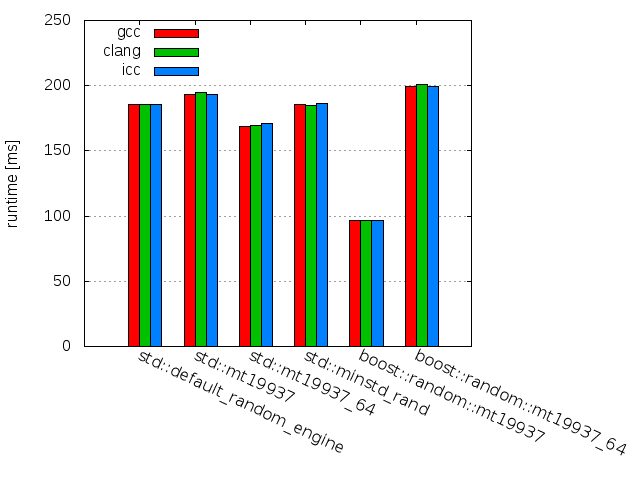 250
200
150
100
50
0
runtime [ms]
gcc
clang
icc
std::default_random_engine
std::mt19937
std::mt19937_64
std::minstd_rand
boost::random::mt19937
boost::random::mt19937_64